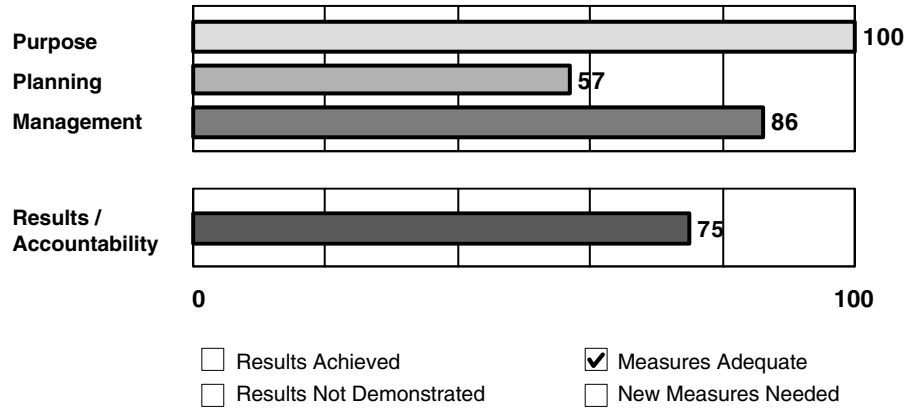 Purpose 100
Planning 57
Management 86
Results /
Accountability 75
0 100
Results Achieved Measures Adequate
Results Not Demonstrated New Measures Needed